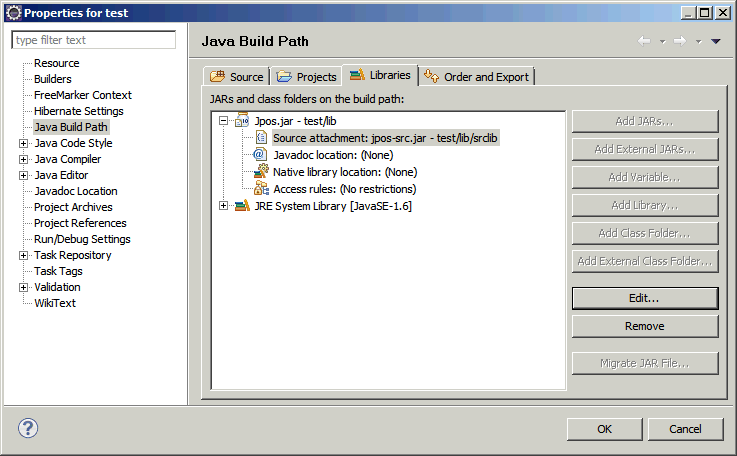 Properties for test
type filter text
Resource
Builders
FreeMarker Context
Hibernate Settings
Java Build Path
Java Code Style
Java Compiler
Java Editor
Javadoc Location
Project Archives
Project References
Run/Debug Settings
Task Repository
Task Tags
Validation
WikiText
Java Build Path
Source
Projects
Libraries
Order and Export
JARs and class folders on the build path:
Jpos.jar - test/lib
Source attachment: jpos-src.jar - test/lib/srclib
Javadoc location: (None)
Native library location: (None)
Access rules: (No restrictions)
JRE System Library [JavaSE-1.6]
Add JARs...
Add External JARs...
Add Variable...
Add Library...
Add Class Folder...
Add External Class Folder...
Edit...
Remove
Migrate JAR File...
?
OK
Cancel